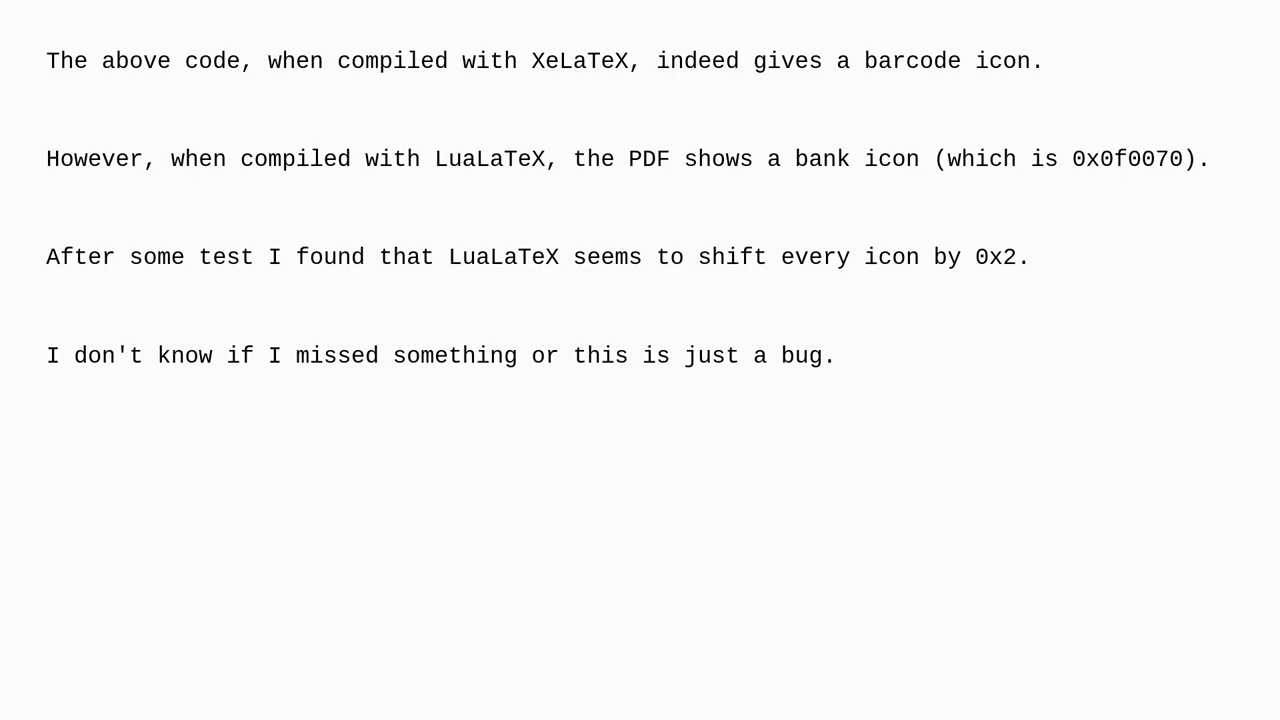 The above code, when compiled with XeLaTeX, indeed gives a barcode icon.
However, when compiled with LuaLaTeX, the PDF shows a bank icon (which is 0x0f0070).
After some test I found that LuaLaTeX seems to shift every icon by 0x2.
I don't know if I missed something or this is just a bug.